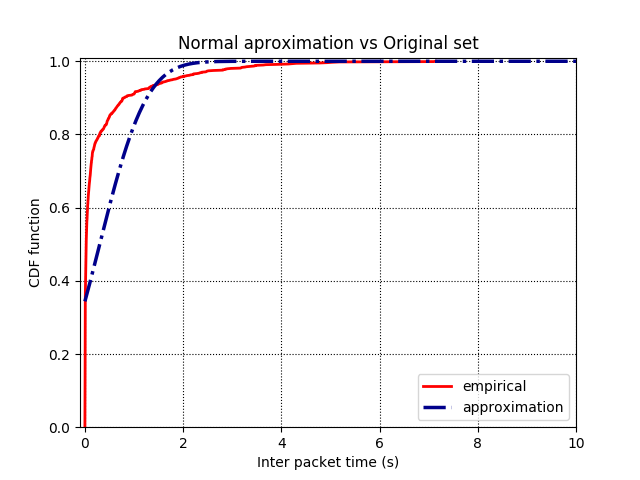 Normal aproximation vs Original set
1.0
0.8
0.6
0.4
0.2
0.0
CDF function
empirical
approximation
0 2 4 6 8 10
Inter packet time (s)